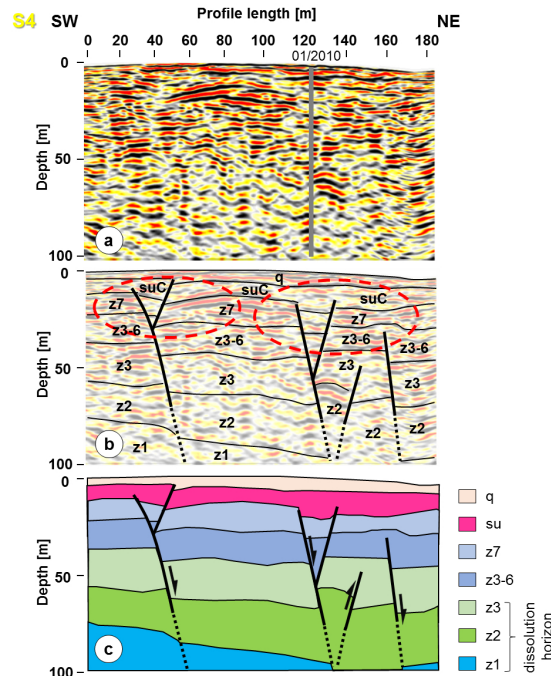 S4 SW Profile length [m] NE
0 20 40 60 80 100 120 140 160 180
01/2010
Depth [m]
0
50
100
a
Depth [m]
0
50
100
q
suC suC
z7 z7 z7
z3-6 z3-6 z3-6 z3-6
z3 z3 z3 z3
z2 z2 z2 z2 z2
z1 z1
b
Depth [m]
0
50
100
c
q
su
z7
z3-6
z3
z2
z1
dissolution
horizon